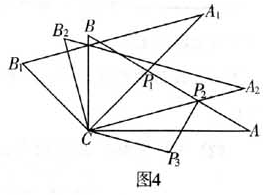 A₁
B₂ B
B₁
P₁
P₂ A₂
C A
P₃
图4